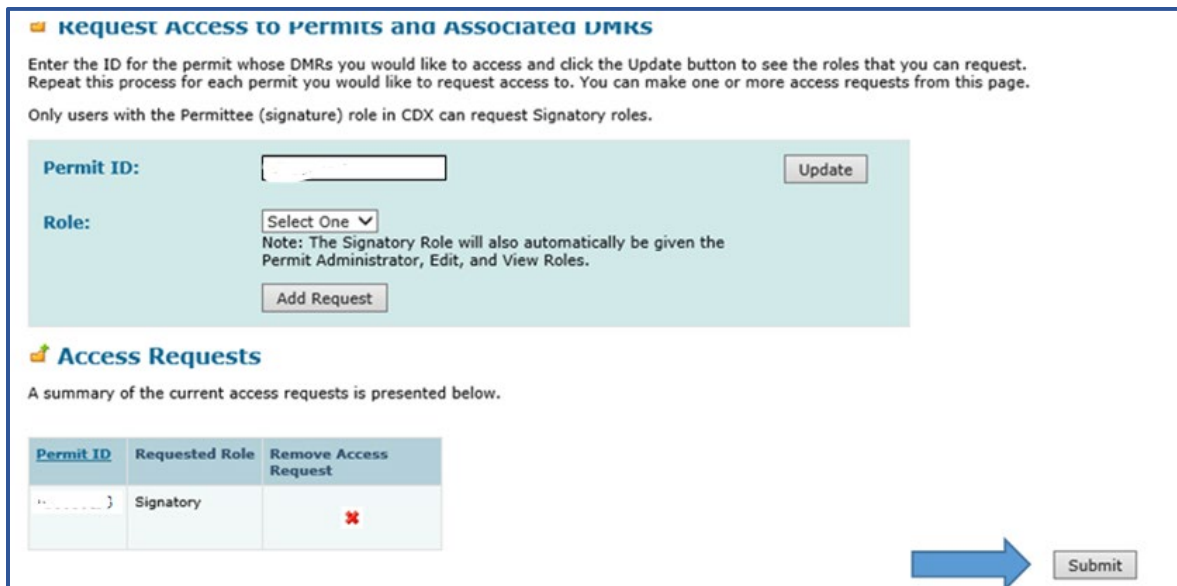 Request Access to Permits and Associated DMRs
Enter the ID for the permit whose DMRs you would like to access and click the Update button to see the roles that you can request.
Repeat this process for each permit you would like to request access to. You can make one or more access requests from this page.
Only users with the Permittee (signature) role in CDX can request Signatory roles.
Permit ID:
Update
Role:
Select One
Note: The Signatory Role will also automatically be given the
Permit Administrator, Edit, and View Roles.
Add Request
Access Requests
A summary of the current access requests is presented below.
Permit ID Requested Role Remove Access
Request
Signatory
Submit